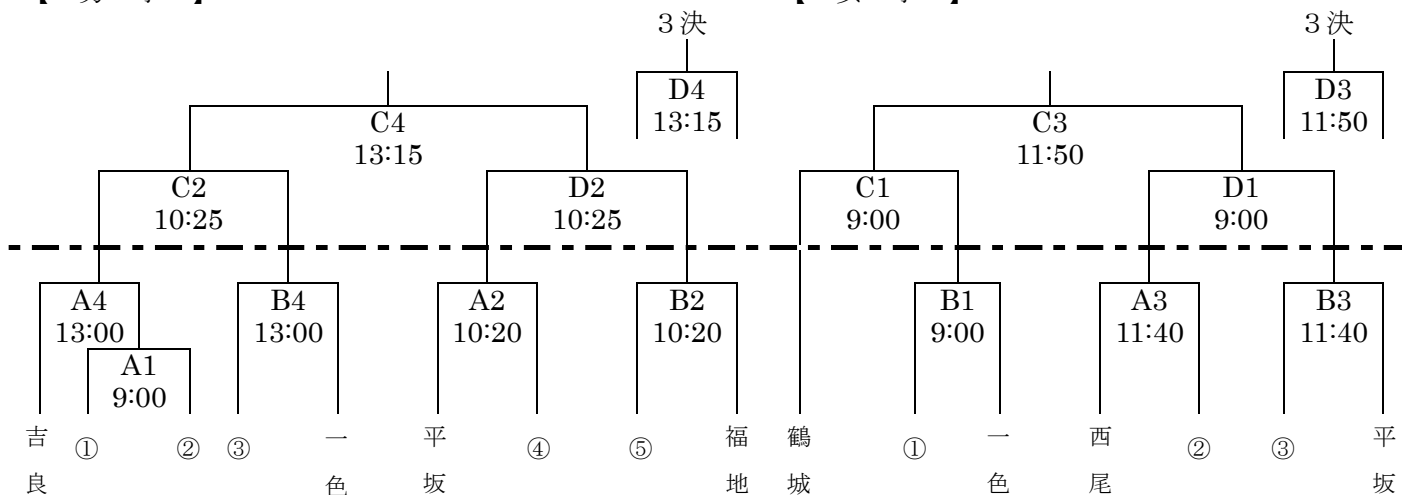 3決 3決
D4 D3
13:15 11:50
C4 C3
13:15 11:50
C2 D2 C1 D1
10:25 10:25 9:00 9:00
A4 B4 A2 B2 B1 A3 B3
13:00 13:00 10:20 10:20 9:00 11:40 11:40
A1
9:00
吉良 ① ② ③ 一色 平坂 ④ ⑤ 福地 鶴城 ① 一色 西尾 ② ③ 平坂